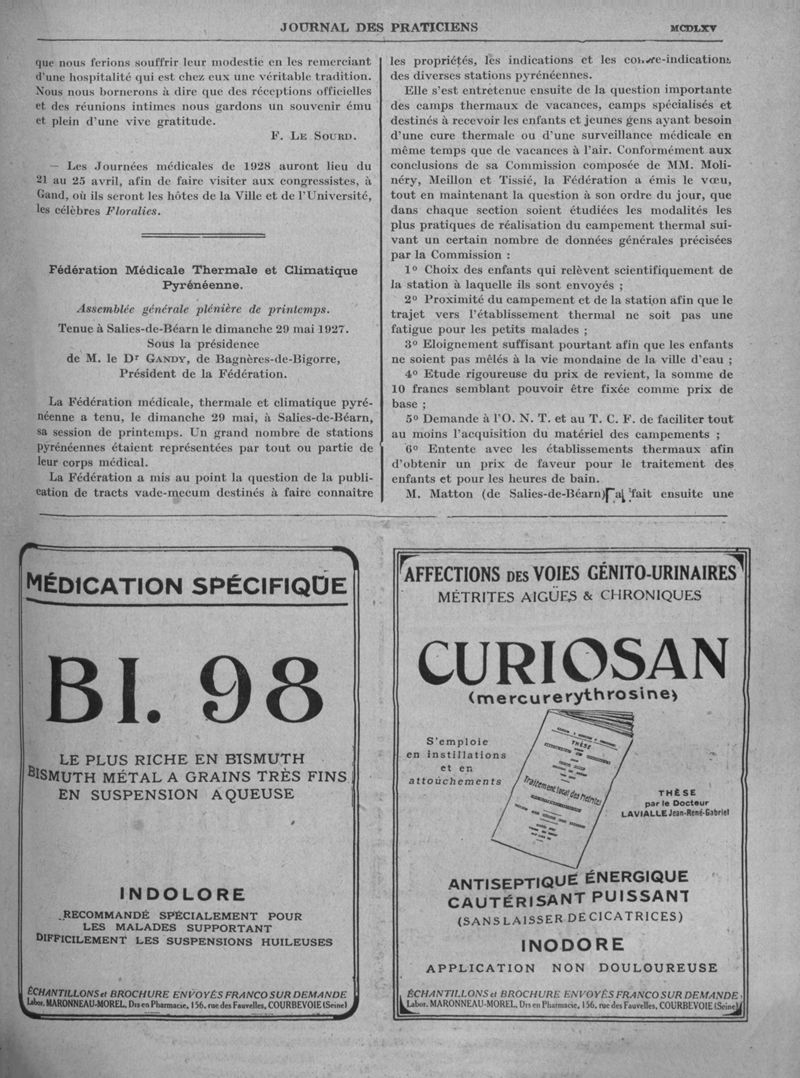 JOURNAL DES PRATICIENS
MCDLXV
que nous ferions souffrir leur modestie en les remerciant
d'une hospitalité qui est chez eux une véritable tradition.
Nous nous bornerons à dire que des réceptions officielles
et des réunions intimes nous gardons un souvenir ému
et plein d'une vive gratitude.
F. LE SOURD.
— Les Journées médicales de 1928 auront lieu du
21 au 25 avril, afin de faire visiter aux congressistes, à
Gand, où ils seront les hôtes de la Ville et de l'Université,
les célèbres Floralies.
Fédération Médicale Thermale et Climatique
Pyrénéenne.
Assemblée générale plénière de printemps.
Tenue à Salies-de-Béarn le dimanche 29 mai 1927.
Sous la présidence
de M. le Dr GANDY, de Bagnères-de-Bigorre,
Président de la Fédération.
La Fédération médicale, thermale et climatique pyré-
néenne a tenu, le dimanche 29 mai, à Salies-de-Béarn,
sa session de printemps. Un grand nombre de stations
pyrénéennes étaient représentées par tout ou partie de
leur corps médical.
La Fédération a mis au point la question de la publi-
cation de tracts vade-mecum destinés à faire connaître
les propriétés, les indications et les contre-indications
des diverses stations pyrénéennes.
Elle s'est entretenue ensuite de la question importante
des camps thermaux de vacances, camps spécialisés et
destinés à recevoir les enfants et jeunes gens ayant besoin
d'une cure thermale ou d'une surveillance médicale en
même temps que de vacances à l'air. Conformément aux
conclusions de sa Commission composée de MM. Moli-
néry, Meillon et Tissié, la Fédération a émis le vœu,
tout en maintenant la question à son ordre du jour, que
dans chaque section soient étudiées les modalités les
plus pratiques de réalisation du campement thermal sui-
vant un certain nombre de données générales précisées
par la Commission :
1° Choix des enfants qui relèvent scientifiquement de
la station à laquelle ils sont envoyés ;
2° Proximité du campement et de la station afin que le
trajet vers l'établissement thermal ne soit pas une
fatigue pour les petits malades ;
3° Eloignement suffisant pourtant afin que les enfants
ne soient pas mêlés à la vie mondaine de la ville d'eau ;
4° Etude rigoureuse du prix de revient, la somme de
10 francs semblant pouvoir être fixée comme prix de
base ;
5° Demande à l'O. N. T. et au T. C. F. de faciliter tout
au moins l'acquisition du matériel des campements ;
6° Entente avec les établissements thermaux afin
d'obtenir un prix de faveur pour le traitement des
enfants et pour les heures de bain.
M. Matton (de Salies-de-Béarn) a fait ensuite une
MÉDICATION SPÉCIFIQUE
BI. 98
LE PLUS RICHE EN BISMUTH
BISMUTH MÉTAL A GRAINS TRÈS FINS
EN SUSPENSION AQUEUSE
INDOLORE
RECOMMANDÉ SPÉCIALEMENT POUR
LES MALADES SUPPORTANT
DIFFICILEMENT LES SUSPENSIONS HUILEUSES
ÉCHANTILLONS et BROCHURE ENVOYÉS FRANCO SUR DEMANDE
Labor. MARONNEAU-MOREL, Drs en Pharmacie, 156, rue des Fauvelles, COURBEVOIE (Seine)
AFFECTIONS DES VOIES GÉNITO-URINAIRES
MÉTRITES AIGÜES & CHRONIQUES
CURIOSAN
(mercurerythrosine)
S'emploie
en instillations
et en
attouchements
THÈSE
Traitement local des Metrites
THÈSE
par le Docteur
LAVIALLE Jean-René-Gabriel
ANTISEPTIQUE ÉNERGIQUE
CAUTÉRISANT PUISSANT
(SANS LAISSER DE CICATRICES)
INODORE
APPLICATION NON DOULOUREUSE
ÉCHANTILLONS et BROCHURE ENVOYÉS FRANCO SUR DEMANDE
Labor. MARONNEAU-MOREL, Drs en Pharmacie, 156, rue des Fauvelles, COURBEVOIE (Seine)